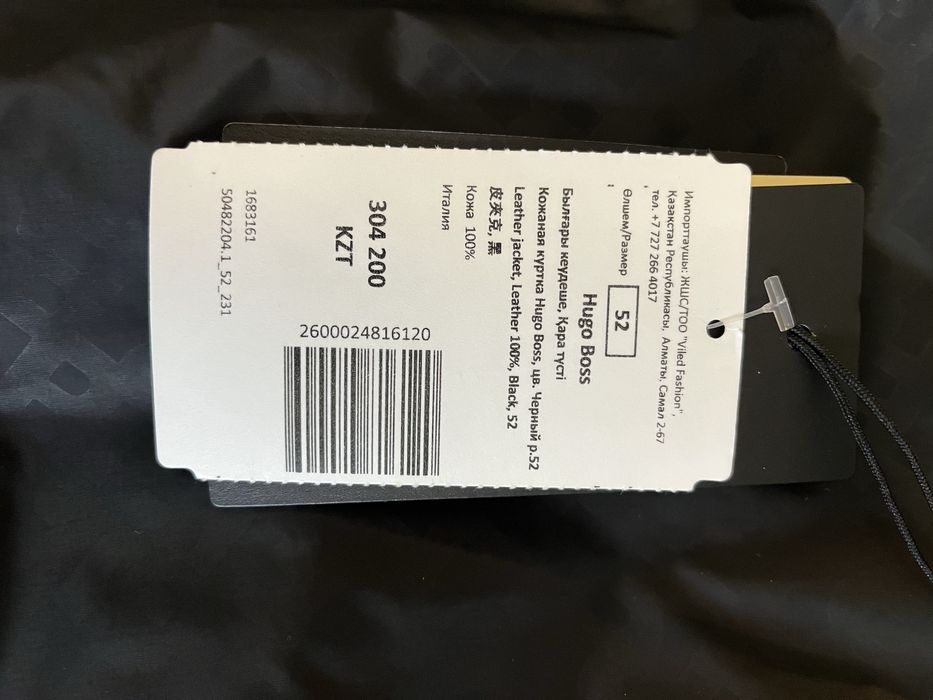 Импорттаушы: ЖШС/ТОО "Viled Fashion",
Қазақстан Республикасы, Алматы, Самал 2-67
тел. +7 727 266 4017
;
Өлшем/Размер 52
:
Hugo Boss
Былғары кеудеше, Қара түсті
Кожаная куртка Hugo Boss, цв. Черный р.52
Leather jacket, Leather 100%, Black, 52
皮夹克, 黑
Кожа 100%
Италия
304 200
KZT
2600024816120
1683161
50482204.1_52_231